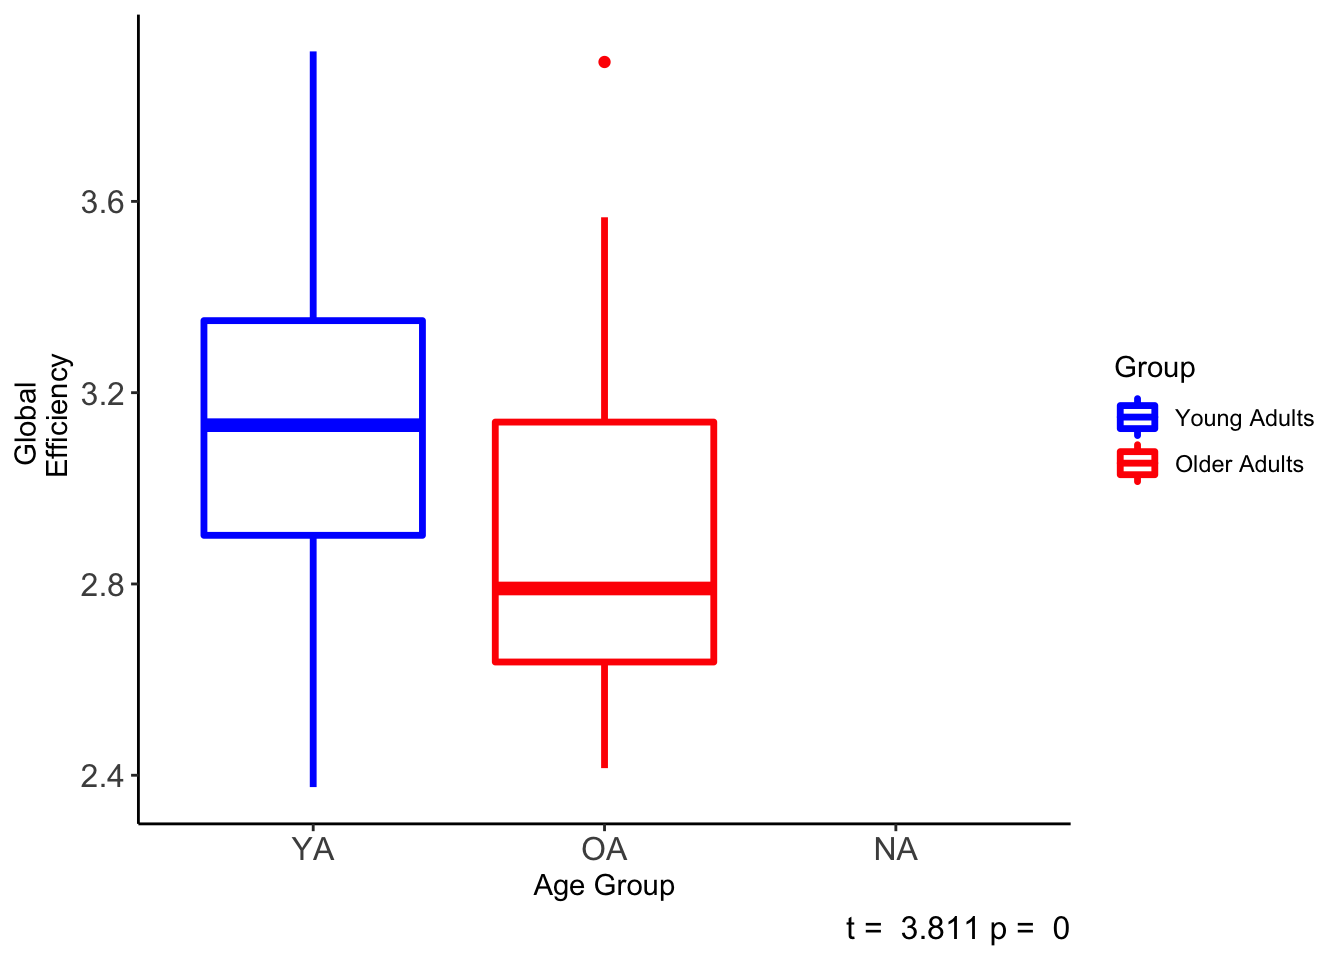 Global
Efficiency
3.6
3.2
2.8
2.4
YA
OA
NA
Age Group
t =  3.811 p =  0
Group
Young Adults
Older Adults